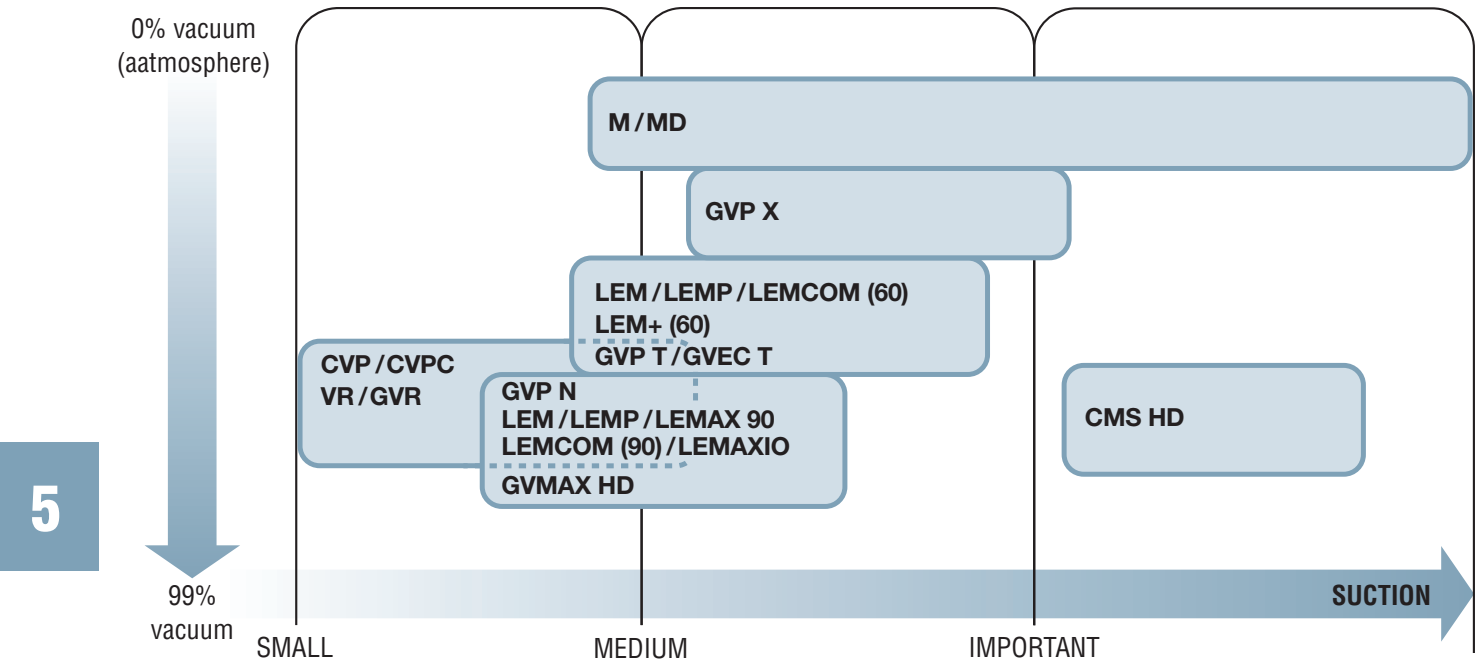 0% vacuum
(aatmosphere)
M/MD
GVP X
LEM/LEMP/LEMCOM (60)
LEM+ (60)
GVP T/GVEC T
CVP/CVPC
VR/GVR
GVP N
LEM/LEMP/LEMAX 90
LEMCOM (90)/LEMAXIO
GVMAX HD
CMS HD
5
99%
vacuum
SUCTION
SMALL
MEDIUM
IMPORTANT